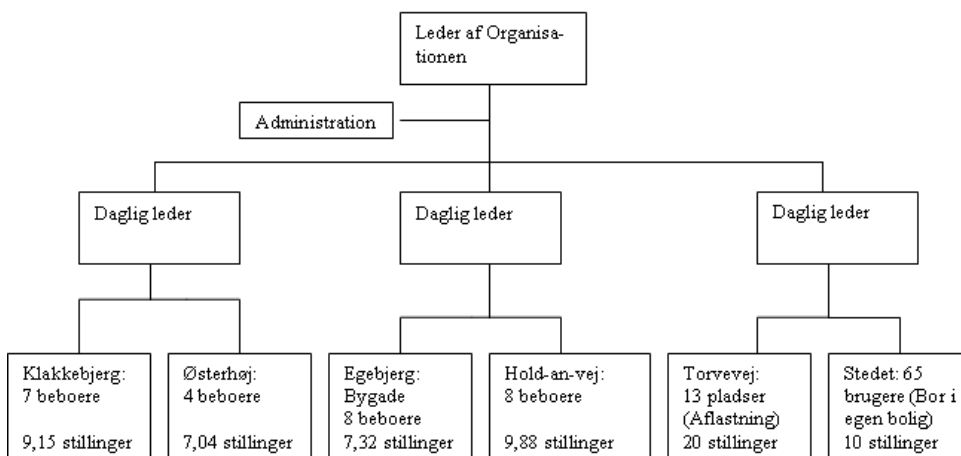 Leder af Organisa-
tionen
Administration
Daglig leder
Daglig leder
Daglig leder
Klakkebjerg:
7 beboere
9,15 stillinger
Østerhøj:
4 beboere
7,04 stillinger
Egebjerg:
Bygade
8 beboere
7,32 stillinger
Hold-an-vej:
8 beboere
9,88 stillinger
Torvevej:
13 pladser
(Aflastning)
20 stillinger
Stedet: 65
brugere (Bor i
egen bolig)
10 stillinger